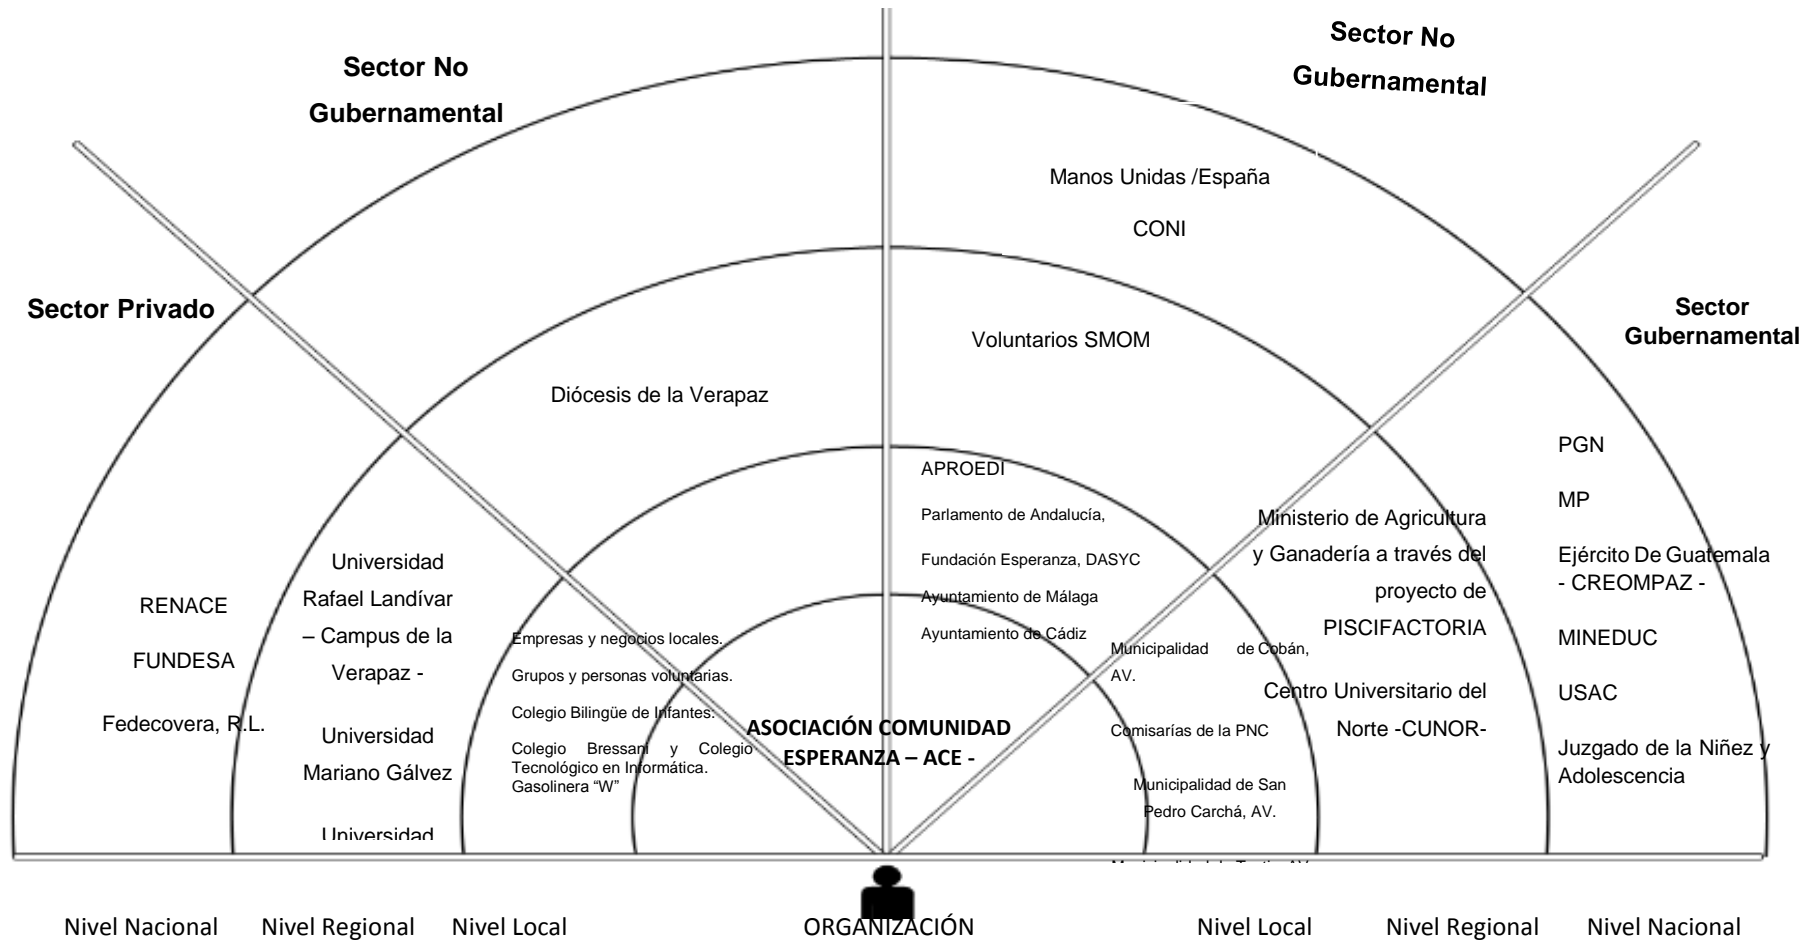 Sector No
Gubernamental
Sector No
Gubernamental
Sector Privado
Sector
Gubernamental
Manos Unidas /España
CONI
Voluntarios SMOM
Diócesis de la Verapaz
RENACE
FUNDESA
Fedecovera, R.L.
Universidad
Rafael Landívar
– Campus de la
Verapaz -
Universidad
Mariano Gálvez
Universidad
Empresas y negocios locales.
Grupos y personas voluntarias.
Colegio Bilingüe de Infantes.
Colegio Bressani y Colegio
Tecnológico en Informática.
Gasolinera “W”
ASOCIACIÓN COMUNIDAD
ESPERANZA – ACE -
APROEDI
Parlamento de Andalucía,
Fundación Esperanza, DASYC
Ayuntamiento de Málaga
Ayuntamiento de Cádiz
Municipalidad de Cobán,
AV.
Comisarías de la PNC
Municipalidad de San
Pedro Carchá, AV.
Ministerio de Agricultura
y Ganadería a través del
proyecto de
PISCIFACTORIA
Centro Universitario del
Norte -CUNOR-
PGN
MP
Ejército De Guatemala
- CREOMPAZ -
MINEDUC
USAC
Juzgado de la Niñez y
Adolescencia
Nivel Nacional
Nivel Regional
Nivel Local
ORGANIZACIÓN
Nivel Local
Nivel Regional
Nivel Nacional